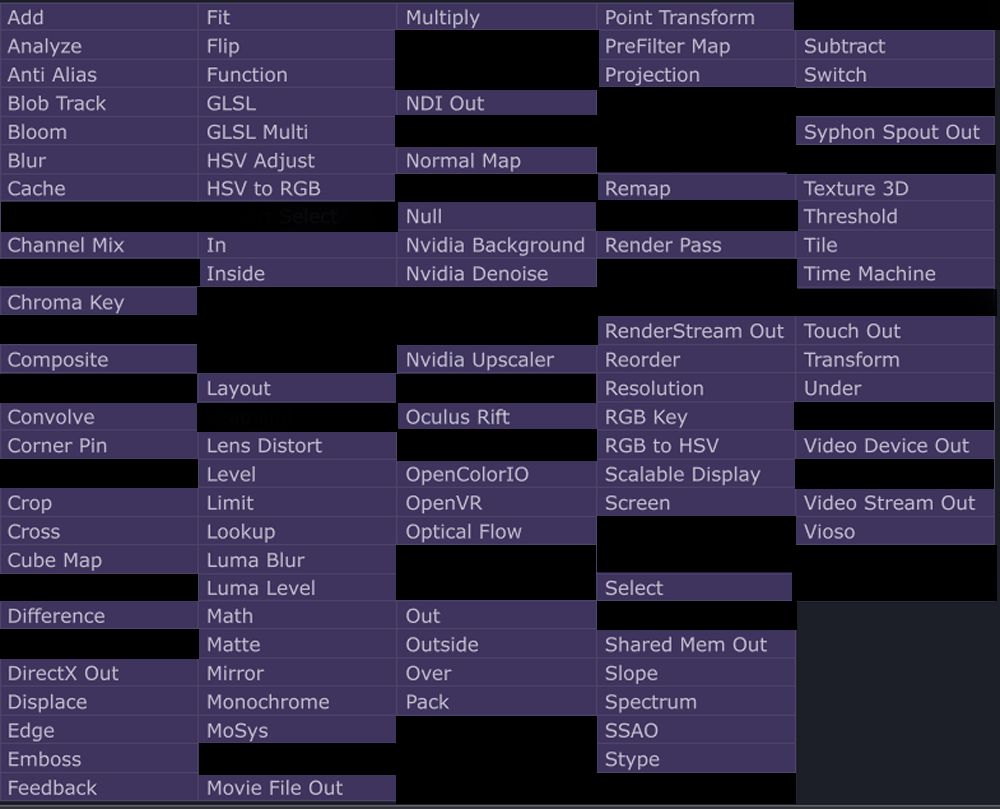 Add
Analyze
Anti Alias
Blob Track
Bloom
Blur
Cache
Channel Mix
Chroma Key
Composite
Convolve
Corner Pin
Crop
Cross
Cube Map
Difference
DirectX Out
Displace
Edge
Emboss
Feedback
Fit
Flip
Function
GLSL
GLSL Multi
HSV Adjust
HSV to RGB
In
Inside
Layout
Lens Distort
Level
Limit
Lookup
Luma Blur
Luma Level
Math
Matte
Mirror
Monochrome
MoSys
Movie File Out
Multiply
NDI Out
Normal Map
Null
Nvidia Background
Nvidia Denoise
Nvidia Upscaler
Oculus Rift
OpenColorIO
OpenVR
Optical Flow
Out
Outside
Over
Pack
Point Transform
PreFilter Map
Projection
Remap
Render Pass
RenderStream Out
Reorder
Resolution
RGB Key
RGB to HSV
Scalable Display
Screen
Select
Shared Mem Out
Slope
Spectrum
SSAO
Stype
Subtract
Switch
Syphon Spout Out
Texture 3D
Threshold
Tile
Time Machine
Touch Out
Transform
Under
Video Device Out
Video Stream Out
Vioso